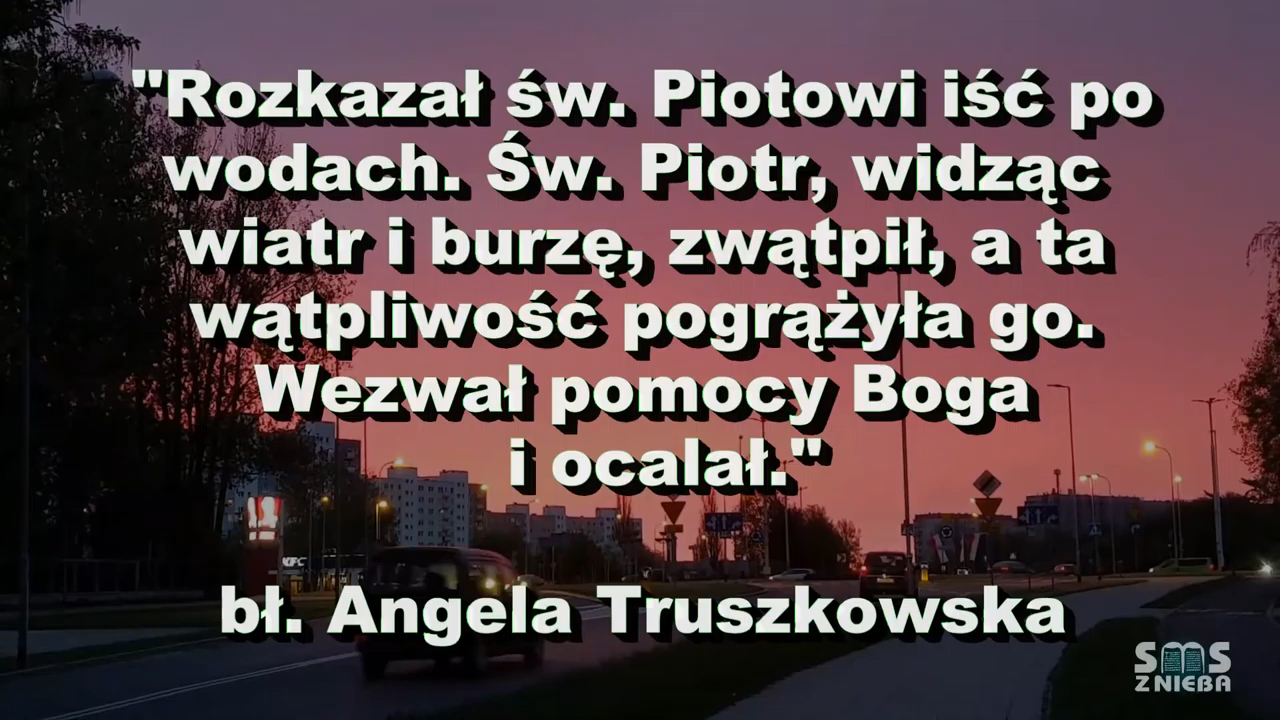 "Rozkazał św. Piotowi iść po
wodach. Św. Piotr, widząc
wiatr i burzę, zwątpił, a ta
wątpliwość pogrążyła go.
Wezwał pomocy Boga
i ocalał."
KFC
bł. Angela Truszkowska
SMS
Z NIEBA